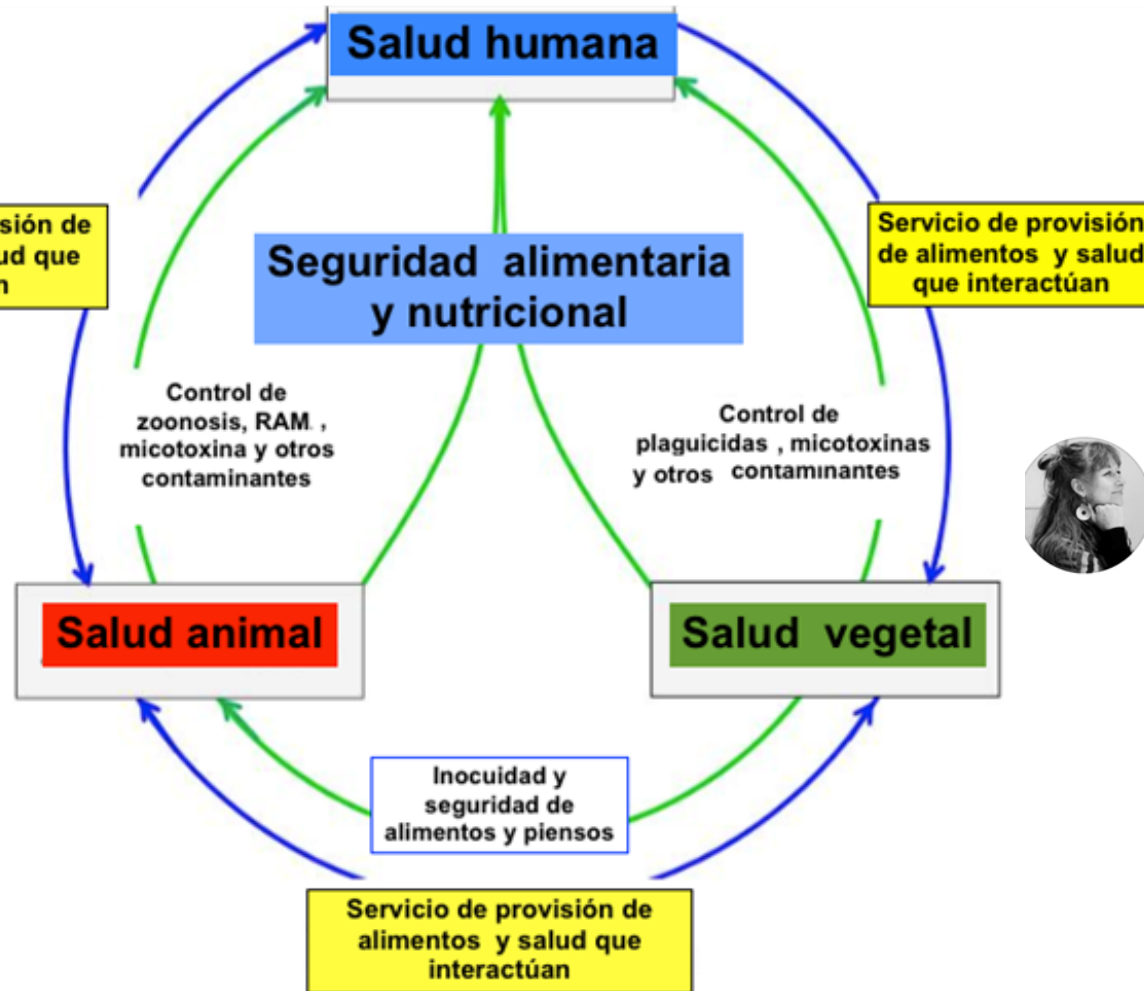 Salud humana
sión de
ud que
n
Servicio de provisión
de alimentos y salud
que interactúan
Seguridad alimentaria
y nutricional
Control de
zoonosis, RAM ,
micotoxina y otros
contaminantes
Control de
plaguicidas , micotoxinas
y otros contaminantes
Salud animal
Salud vegetal
Inocuidad y
seguridad de
alimentos y piensos
Servicio de provisión de
alimentos y salud que
interactúan